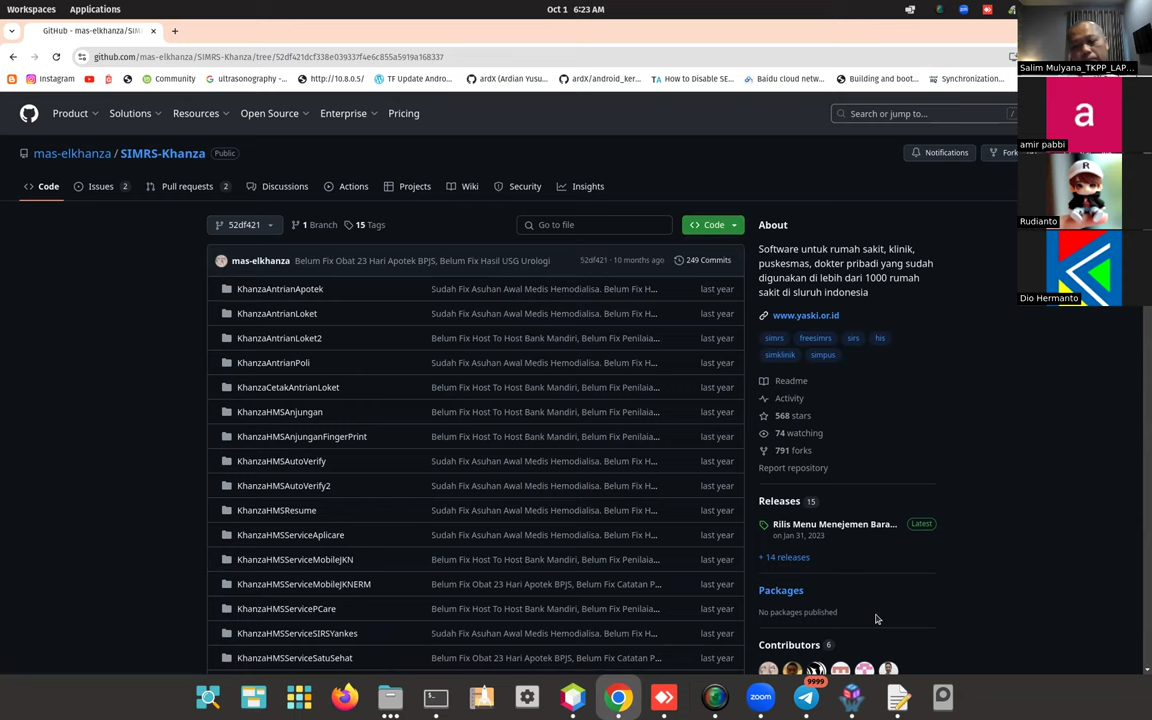 Workspaces Applications Oct 1 6:23 AM
GitHub - mas-elkhanza/SIM
github.com/mas-elkhanza/SIMRS-Khanza/tree/52df421dcf338e039337f4e6c855a1916a168337
Instagram Community ultrasonography -... http://10.8.0.5/ TF Update Andro... ardX (Ardian Yusu... ardx/android_ker... How to Disable SE... Baidu cloud netw... Building and boot... Synchronization...
Product Solutions Resources Open Source Enterprise Pricing Search or jump to... /
mas-elkhanza / SIMRS-Khanza Public Notifications Fork
Code Issues 2 Pull requests 2 Discussions Actions Projects Wiki Security Insights
52df421 1 Branch 15 Tags Go to file Code
mas-elkhanza Belum Fix Obat 23 Hari Apotek BPJS, Belum Fix Hasil USG Urologi 52df421 · 10 months ago 249 Commits
KhanzaAntrianApotek Sudah Fix Asuhan Awal Medis Hemodialisa. Belum Fix H... last year
KhanzaAntrianLoket Sudah Fix Asuhan Awal Medis Hemodialisa. Belum Fix H... last year
KhanzaAntrianLoket2 Belum Fix Host To Host Bank Mandiri, Belum Fix Penilaia... last year
KhanzaAntrianPoli Sudah Fix Asuhan Awal Medis Hemodialisa. Belum Fix H... last year
KhanzaCetakAntrianLoket Belum Fix Host To Host Bank Mandiri, Belum Fix Penilaia... last year
KhanzaHMSAnjungan Belum Fix Host To Host Bank Mandiri, Belum Fix Penilaia... last year
KhanzaHMSAnjunganFingerPrint Belum Fix Host To Host Bank Mandiri, Belum Fix Penilaia... last year
KhanzaHMSAutoVerify Sudah Fix Asuhan Awal Medis Hemodialisa. Belum Fix H... last year
KhanzaHMSAutoVerify2 Sudah Fix Asuhan Awal Medis Hemodialisa. Belum Fix H... last year
KhanzaHMSResume Sudah Fix Asuhan Awal Medis Hemodialisa. Belum Fix H... last year
KhanzaHMSServiceAplicare Sudah Fix Asuhan Awal Medis Hemodialisa. Belum Fix H... last year
KhanzaHMSServiceMobileJKN Belum Fix Host To Host Bank Mandiri, Belum Fix Penilaia... last year
KhanzaHMSServiceMobileJKNERM Belum Fix Obat 23 Hari Apotek BPJS, Belum Fix Catatan P... last year
KhanzaHMSServicePCare Belum Fix Host To Host Bank Mandiri, Belum Fix Penilaia... last year
KhanzaHMSServiceSIRSYankes Sudah Fix Asuhan Awal Medis Hemodialisa. Belum Fix H... last year
KhanzaHMSServiceSatuSehat Belum Fix Obat 23 Hari Apotek BPJS, Belum Fix Catatan P... last year
About
Software untuk rumah sakit, klinik,
puskesmas, dokter pribadi yang sudah
digunakan di lebih dari 1000 rumah
sakit di sluruh indonesia
www.yaski.or.id
simrs freesimrs sirs his
simklinik simpus
Readme
Activity
568 stars
74 watching
791 forks
Report repository
Releases 15
Rilis Menu Menejemen Bara... Latest
on Jan 31, 2023
+ 14 releases
Packages
No packages published
Contributors 6
Salim Mulyana_TKPP_LAP...
a
amir pabbi
R
Rudianto
Dio Hermanto
zoom
9999